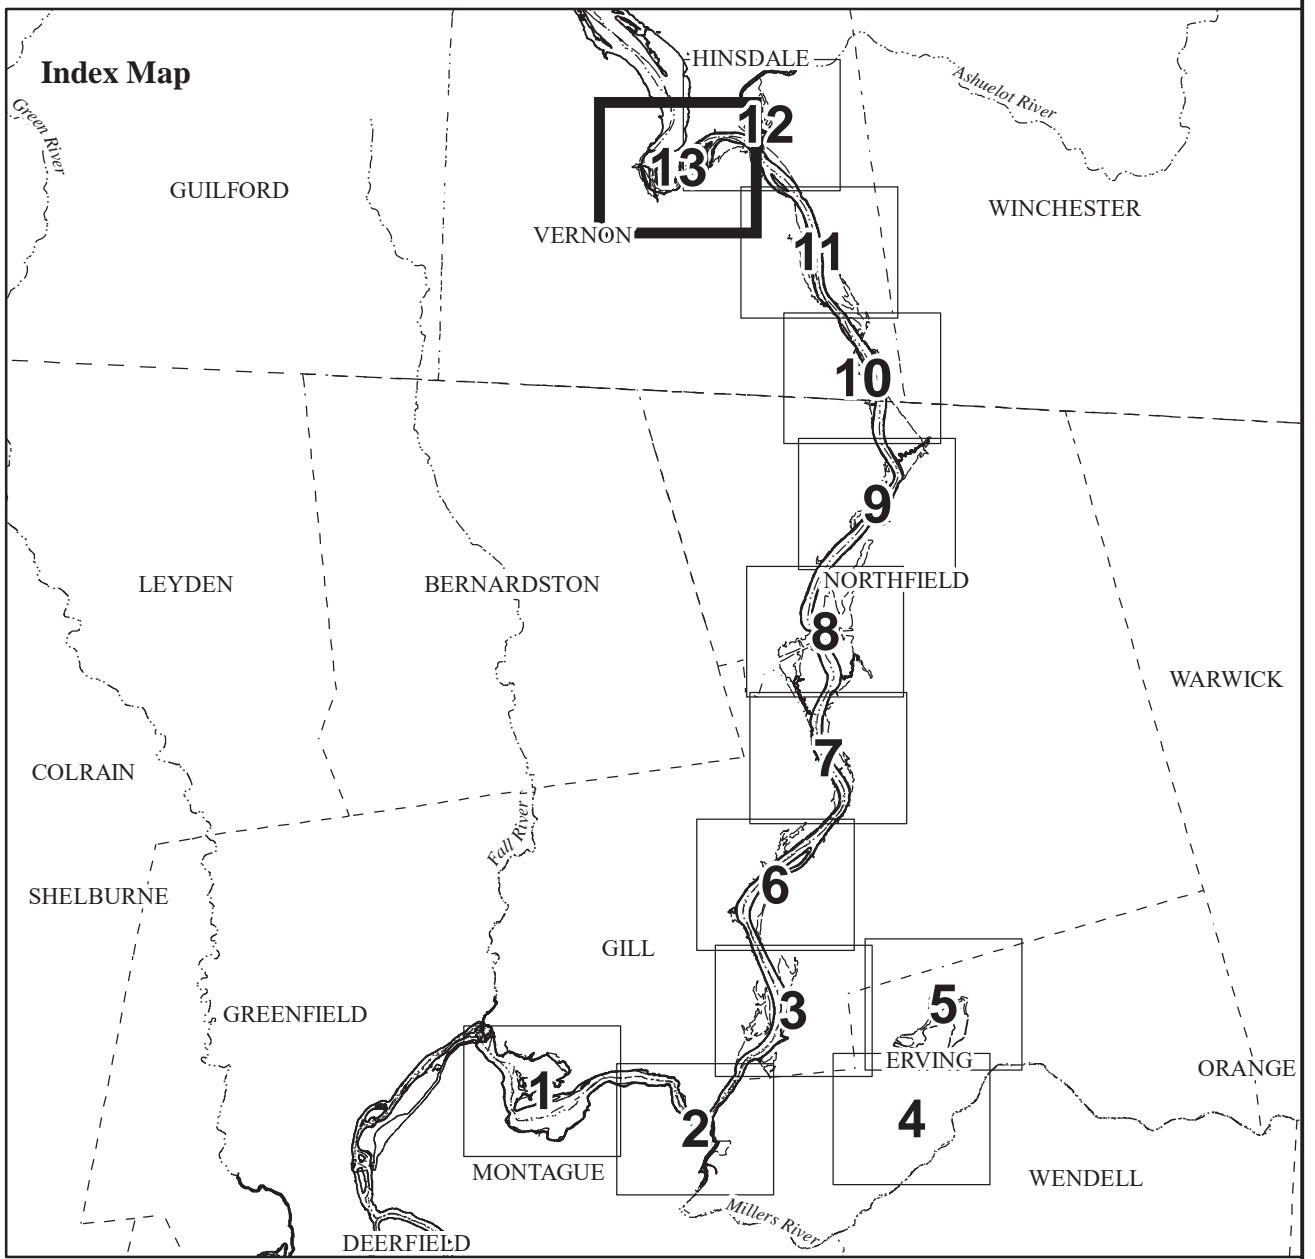 HINSDALE
Index Map
Ashuelot River
Green River
12
13
GUILFORD
WINCHESTER
VERNON
11
10
9
NORTHFIELD
LEYDEN
BERNARDSTON
8
WARWICK
7
COLRAIN
Fall River
6
SHELBURNE
GILL
5
3
GREENFIELD
ERVING
ORANGE
1
4
2
MONTAGUE
WENDELL
Millers River
DEERFIELD